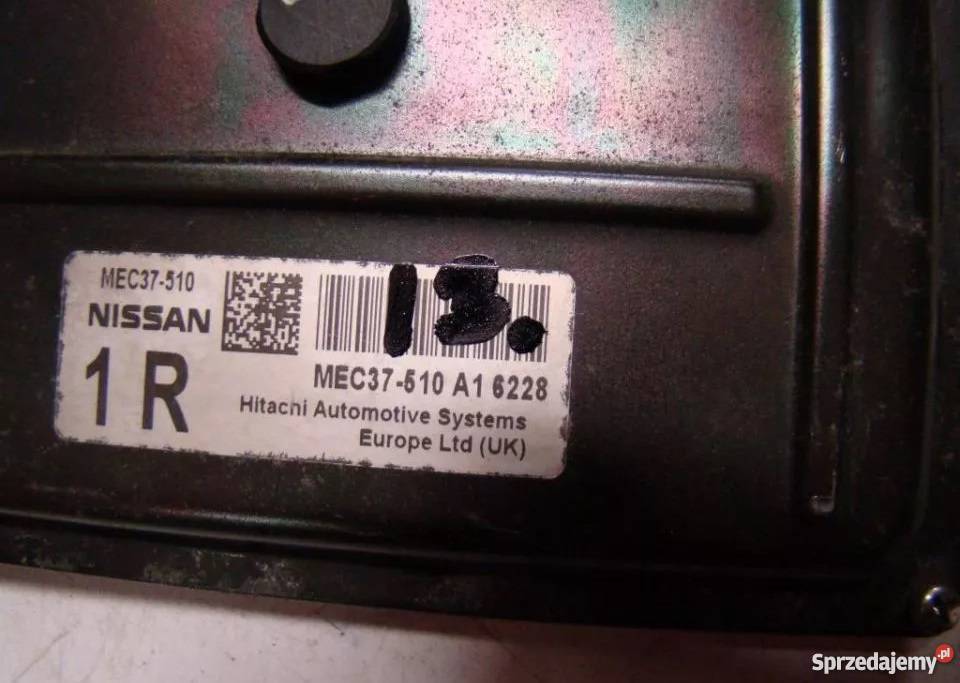 MEC37-510
NISSAN
1 R
13.
MEC37-510 A1 6228
Hitachi Automotive Systems
Europe Ltd (UK)
Sprzedajemy.pl